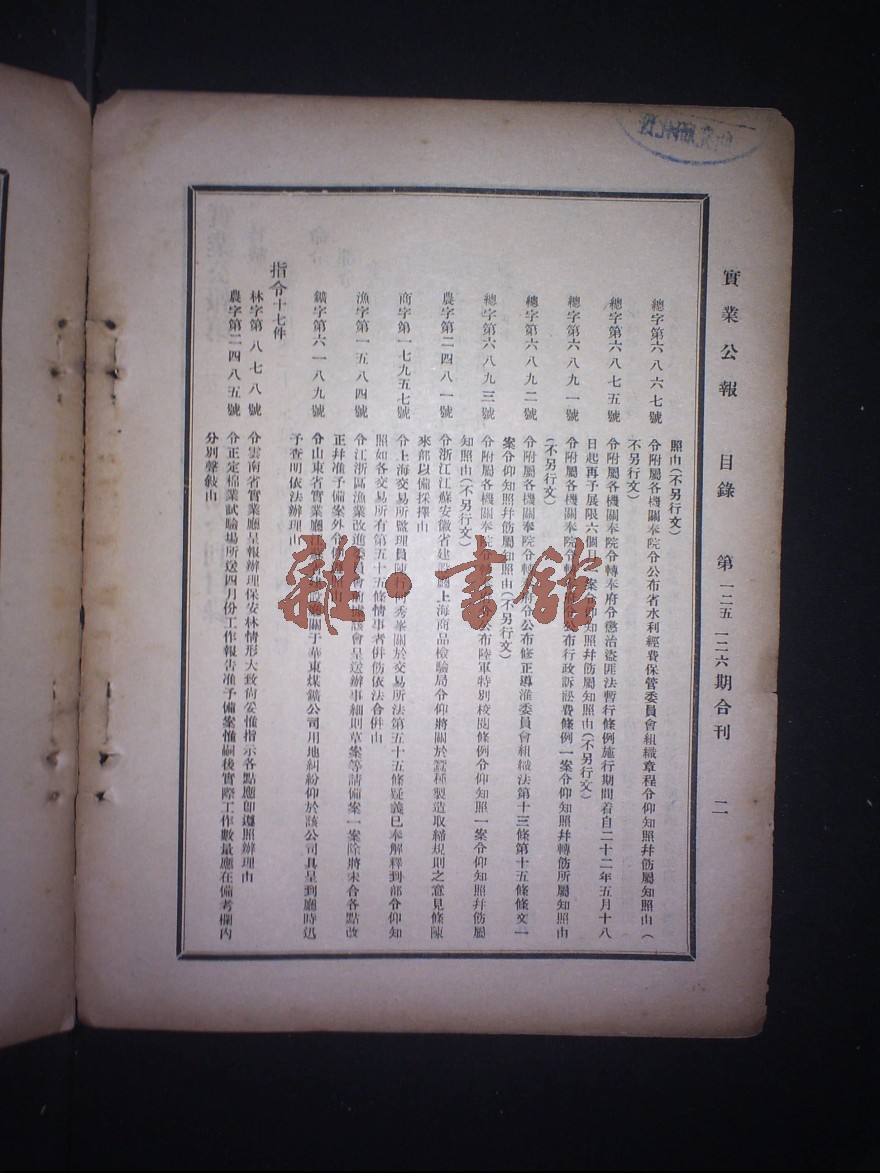 實業公報　目錄　第一二五 一二六期合刊　二
照由(不另行文)
總字第六八六七號　令附屬各機關奉院令公布省水利經費保管委員會組織章程令仰知照幷飭屬知照由(
不另行文)
總字第六八七五號　令附屬各機關奉院令轉奉府令懲治盜匪法暫行條例施行期間着自二十二年五月十八
日起再予展限六個月 案令仰知照幷飭屬知照由(不另行文)
總字第六八九一號　令附屬各機關奉院令轉 公布行政訴訟費條例一案令仰知照幷轉飭所屬知照由
(不另行文)
總字第六八九二號　令附屬各機關奉院令轉 府令公布修正導淮委員會組織法第十三條第十五條條文一
案令仰知照幷飭屬知照由(不另行文)
總字第六八九三號　令附屬各機關奉院令轉 令公布陸軍特別校閱條例令仰知照一案令仰知照幷飭屬
知照由(不另行文)
農字第二四八一號　令浙江江蘇安徽省建設廳上海商品檢驗局令仰將關於蠶種製造取締規則之意見條陳
來部以備採擇由
商字第一七九五七號　令上海交易所監理員陳行 秀峯關於交易所法第五十五條疑義已奉解釋到部令仰知
照如各交易所有第五十五條情事者併飭依法合併由
漁字第一五八四號　令江浙區漁業改進委員會 該會呈送辦事細則草案等請備案一案除將未合各點改
正幷准予備案外令 由
鑛字第六一八九號　令山東省實業廳 關于華東煤鑛公司用地糾紛仰於該公司具呈到廳時迅
予查明依法辦理由
指令十七件
林字第八七八號　令雲南省實業廳呈報辦理保安林情形大致尙妥惟指示各點應卽遵照辦理由
農字第二四八五號　令正定棉業試驗場所送四月份工作報告准予備案惟嗣後實際工作數量應在備考欄內
分別聲敍由
雜·書館